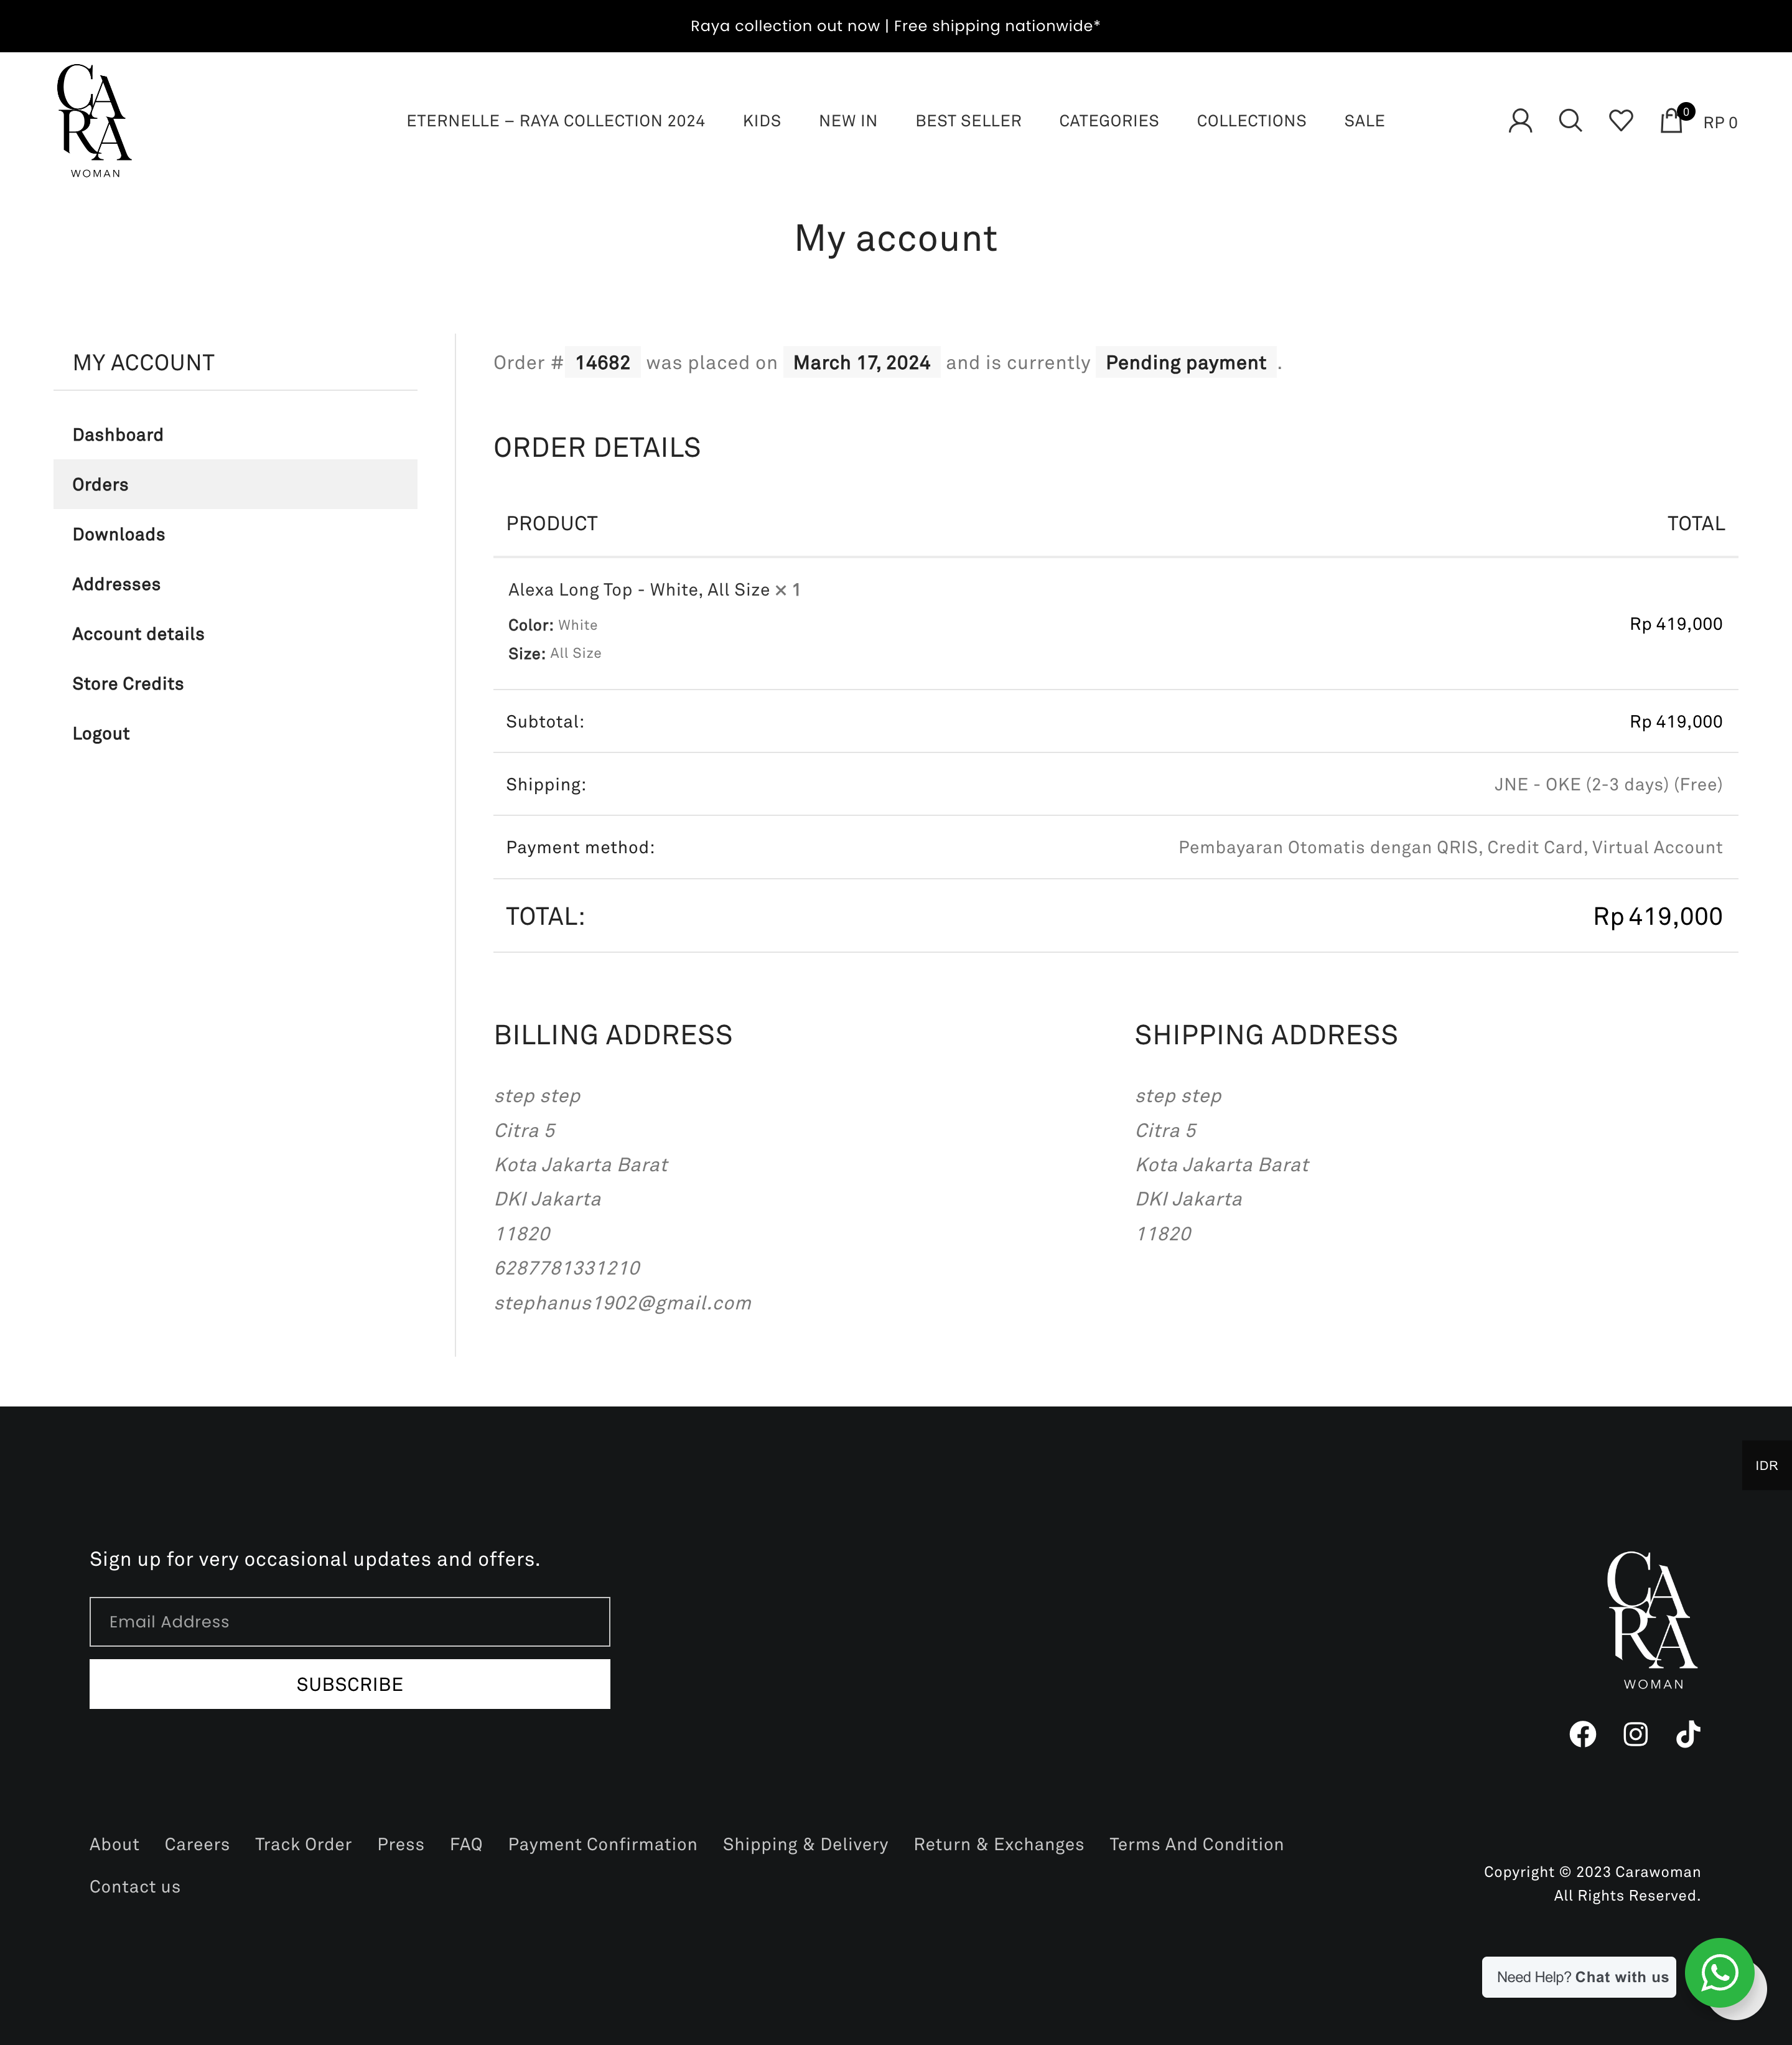 Raya collection out now | Free shipping nationwide*
CARA
WOMAN
ETERNELLE – RAYA COLLECTION 2024 KIDS NEW IN BEST SELLER CATEGORIES COLLECTIONS SALE 0 RP 0
My account
MY ACCOUNT
Dashboard
Orders
Downloads
Addresses
Account details
Store Credits
Logout
Order # 14682 was placed on March 17, 2024 and is currently Pending payment .
ORDER DETAILS
PRODUCT TOTAL
Alexa Long Top - White, All Size × 1
Color: White
Size: All Size
Rp 419,000
Subtotal: Rp 419,000
Shipping: JNE - OKE (2-3 days) (Free)
Payment method: Pembayaran Otomatis dengan QRIS, Credit Card, Virtual Account
TOTAL: Rp 419,000
BILLING ADDRESS
step step
Citra 5
Kota Jakarta Barat
DKI Jakarta
11820
6287781331210
stephanus1902@gmail.com
SHIPPING ADDRESS
step step
Citra 5
Kota Jakarta Barat
DKI Jakarta
11820
IDR
Sign up for very occasional updates and offers.
Email Address
SUBSCRIBE
CARA
WOMAN
About Careers Track Order Press FAQ Payment Confirmation Shipping & Delivery Return & Exchanges Terms And Condition
Contact us
Copyright © 2023 Carawoman
All Rights Reserved.
Need Help? Chat with us